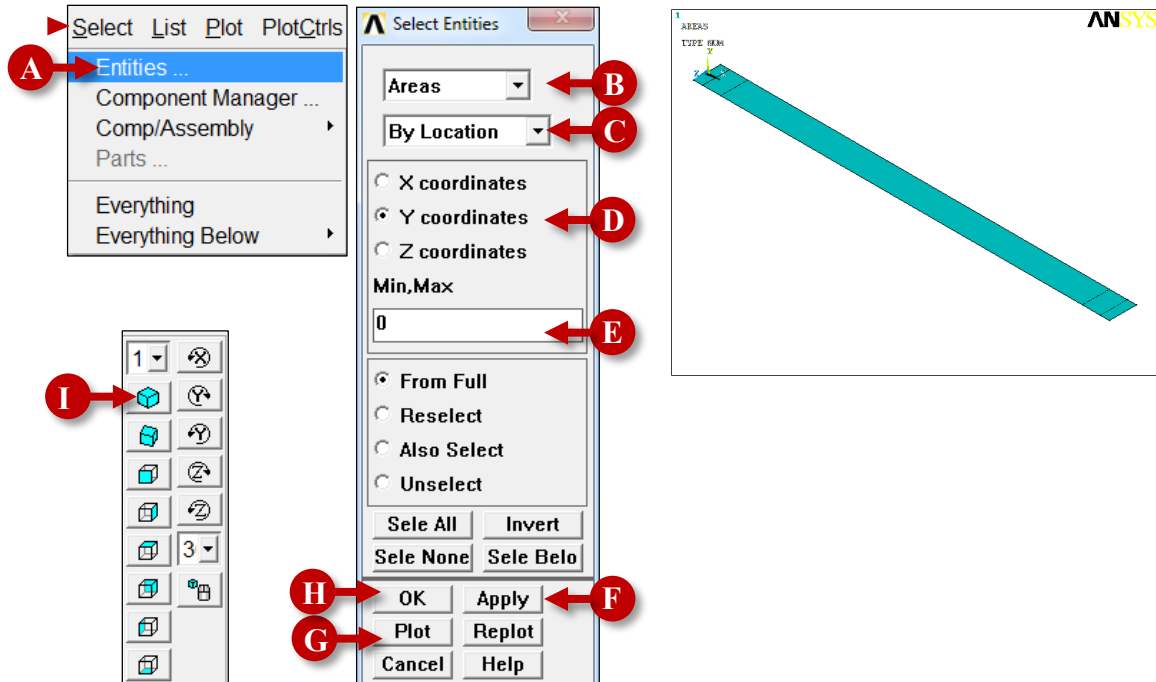 Select List Plot PlotCtrls
A
Entities ...
Component Manager ...
Comp/Assembly
Parts ...
Everything
Everything Below
Select Entities
Areas
B
By Location
C
X coordinates
Y coordinates
D
Z coordinates
Min,Max
0
E
From Full
Reselect
Also Select
Unselect
Sele All Invert
Sele None Sele Belo
H
OK Apply
F
G
Plot Replot
Cancel Help
1
X
I
Y
Y
Z
Z
3
1
ANSYS
AREAS
TYPE NUM
Y
Z X